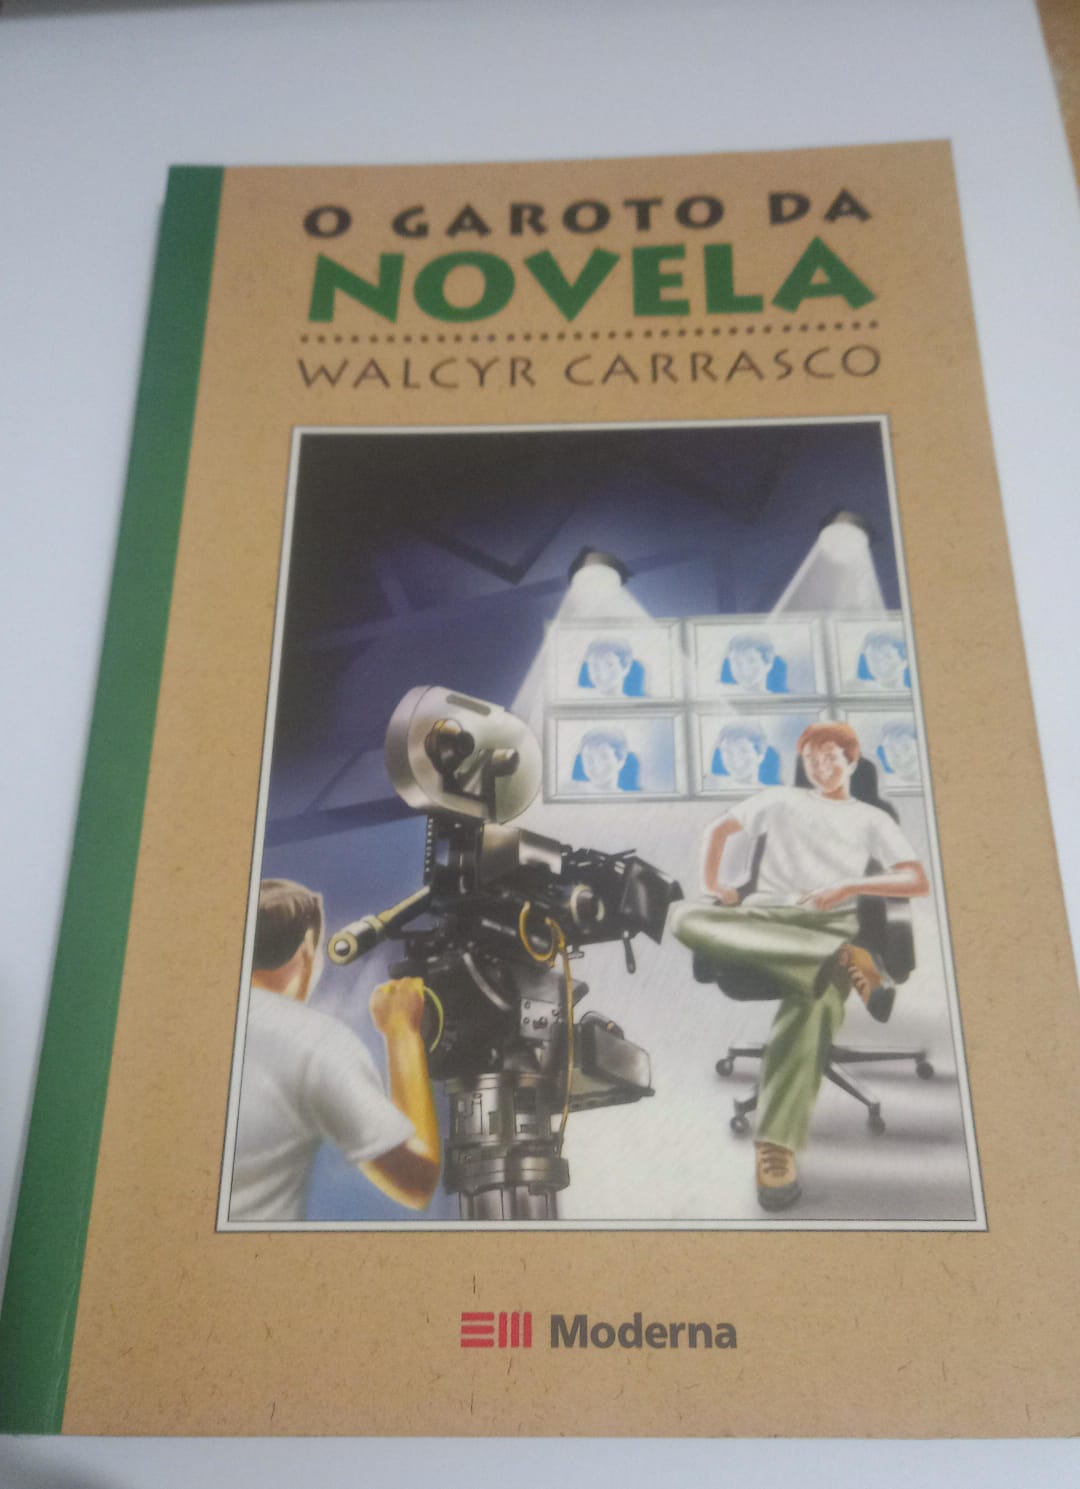 O GAROTO DA
NOVELA
WALCYR CARRASCO
Moderna